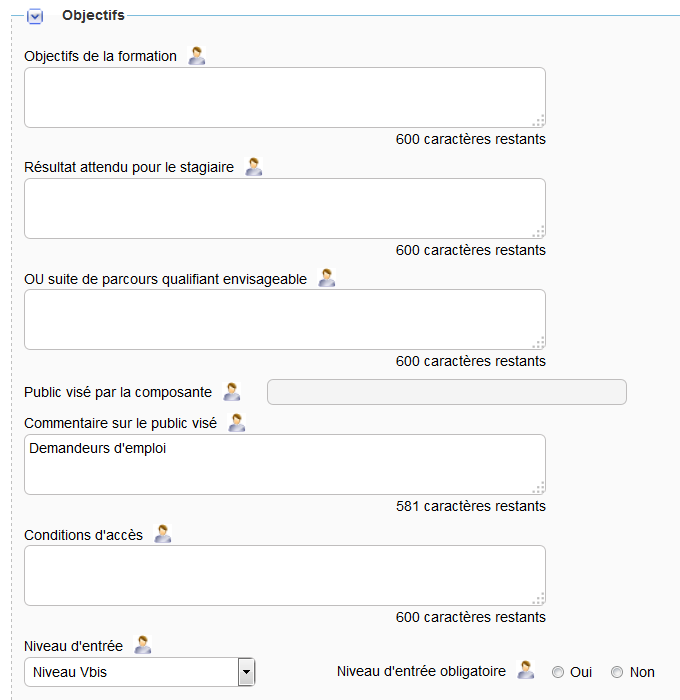 Objectifs
Objectifs de la formation
600 caractères restants
Résultat attendu pour le stagiaire
600 caractères restants
OU suite de parcours qualifiant envisageable
600 caractères restants
Public visé par la composante
Commentaire sur le public visé
Demandeurs d'emploi
581 caractères restants
Conditions d'accès
600 caractères restants
Niveau d'entrée
Niveau Vbis
Niveau d'entrée obligatoire Oui Non